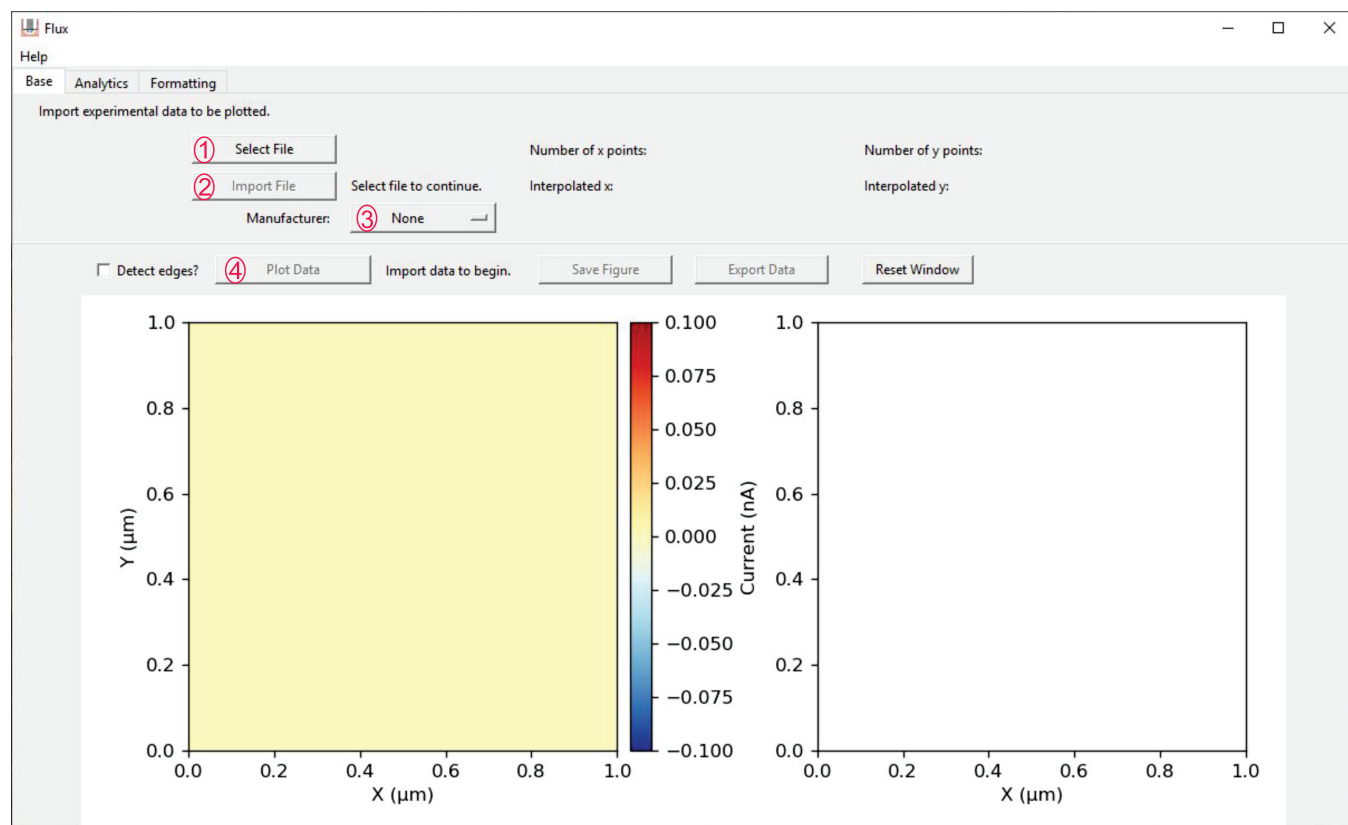 Flux
Help
Base Analytics Formatting
Import experimental data to be plotted.
① Select File Number of x points: Number of y points:
② Import File Select file to continue. Interpolated x: Interpolated y:
Manufacturer: ③ None
Detect edges? ④ Plot Data Import data to begin. Save Figure Export Data Reset Window
1.0 0.100 1.0
0.075
0.8 0.050 0.8
0.025
0.6 0.6
Y (µm) 0.000 Current (nA)
0.4 −0.025 0.4
−0.050
0.2 0.2
−0.075
0.0 −0.100 0.0
0.0 0.2 0.4 0.6 0.8 1.0 0.0 0.2 0.4 0.6 0.8 1.0
X (µm) X (µm)